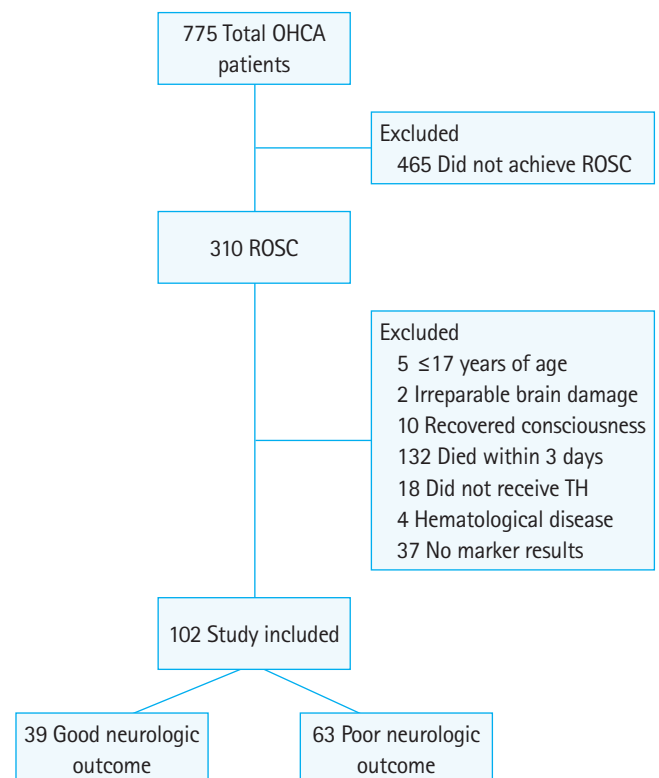 775 Total OHCA
patients
Excluded
465 Did not achieve ROSC
310 ROSC
Excluded
5 ≤17 years of age
2 Irreparable brain damage
10 Recovered consciousness
132 Died within 3 days
18 Did not receive TH
4 Hematological disease
37 No marker results
102 Study included
39 Good neurologic
outcome
63 Poor neurologic
outcome